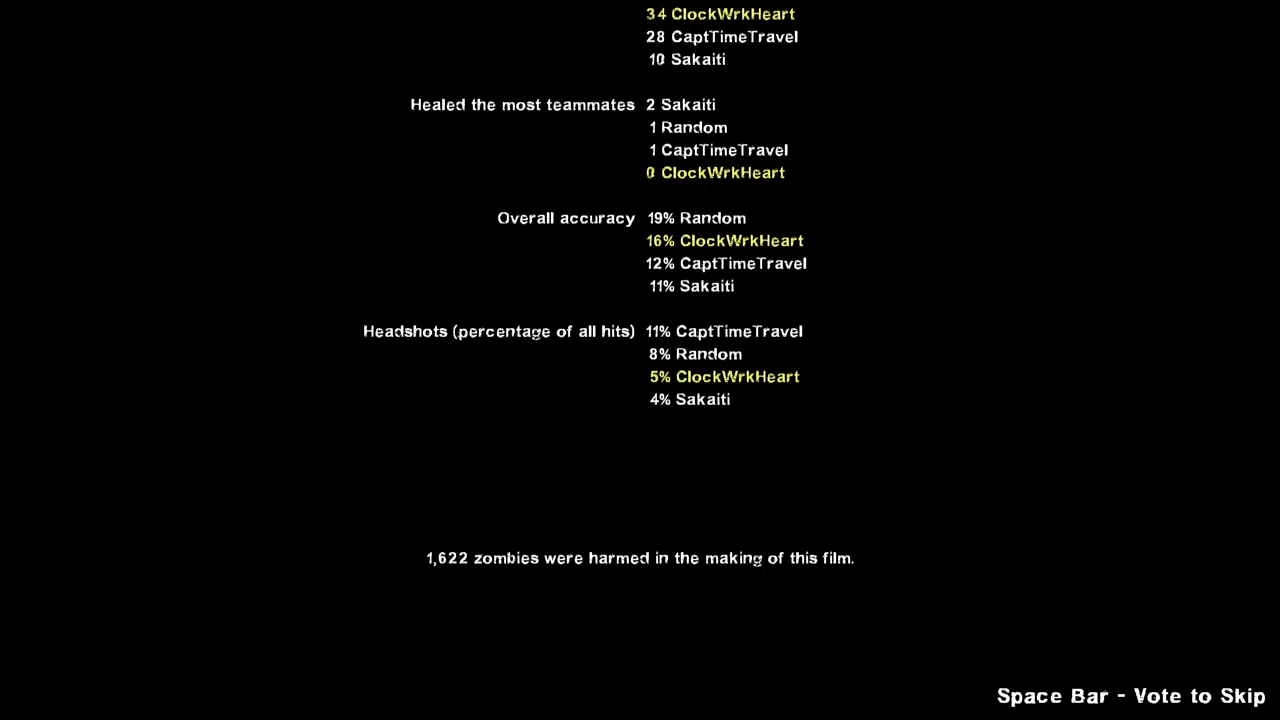 34 ClockWrkHeart
28 CaptTimeTravel
10 Sakaiti
Healed the most teammates 2 Sakaiti
1 Random
1 CaptTimeTravel
0 ClockWrkHeart
Overall accuracy 19% Random
16% ClockWrkHeart
12% CaptTimeTravel
11% Sakaiti
Headshots (percentage of all hits) 11% CaptTimeTravel
8% Random
5% ClockWrkHeart
4% Sakaiti
1,622 zombies were harmed in the making of this film.
Space Bar - Vote to Skip